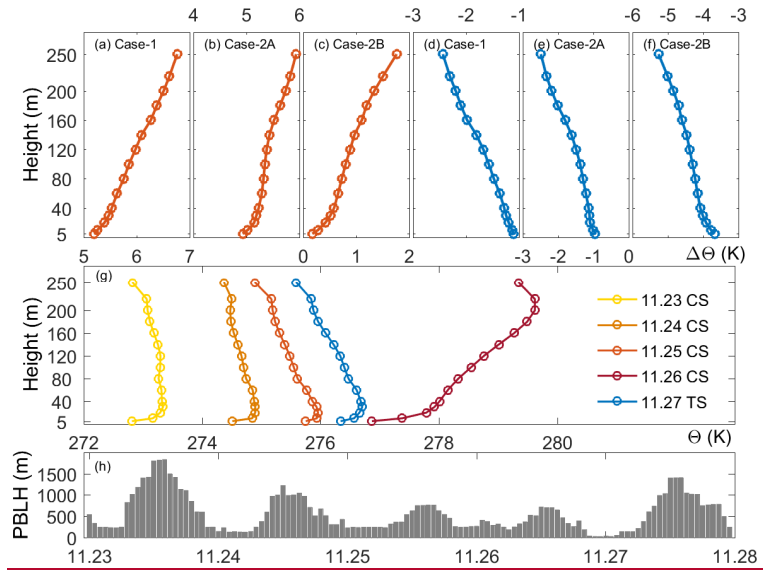 4 5 6 -3 -2 -1 -6 -5 -4 -3
(a) Case-1 (b) Case-2A (c) Case-2B (d) Case-1 (e) Case-2A (f) Case-2B
Height (m)
250
200
160
120
80
40
5
5 6 7 0 1 2 -3 -2 -1 0
ΔΘ (K)
(g)
Height (m)
250
200
160
120
80
40
5
11.23 CS
11.24 CS
11.25 CS
11.26 CS
11.27 TS
272 274 276 278 280
Θ (K)
(h)
PBLH (m)
1500
1000
500
0
11.23 11.24 11.25 11.26 11.27 11.28